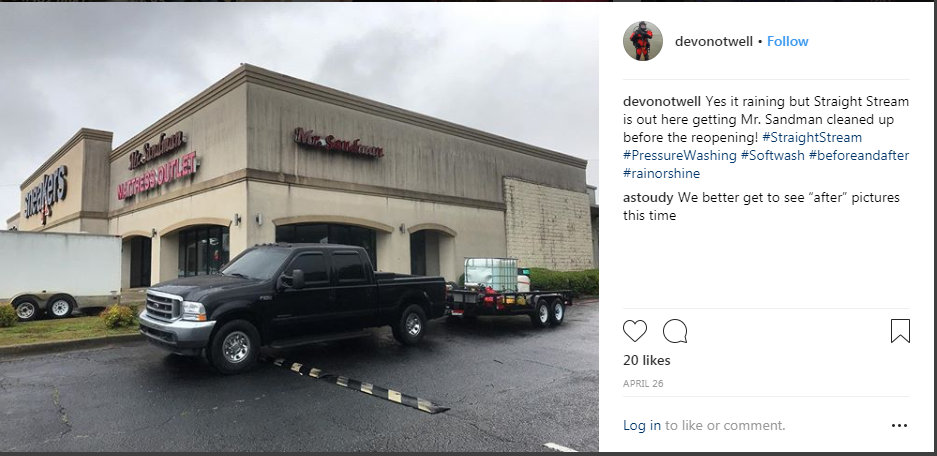 Mr. Sandman
MATTRESS OUTLET
Mr. Sandman
sneakers
devonotwell • Follow
devonotwell Yes it raining but Straight Stream
is out here getting Mr. Sandman cleaned up
before the reopening! #StraightStream
#PressureWashing #Softwash #beforeandafter
#rainorshine
astoudy We better get to see “after” pictures
this time
20 likes
APRIL 26
Log in to like or comment.